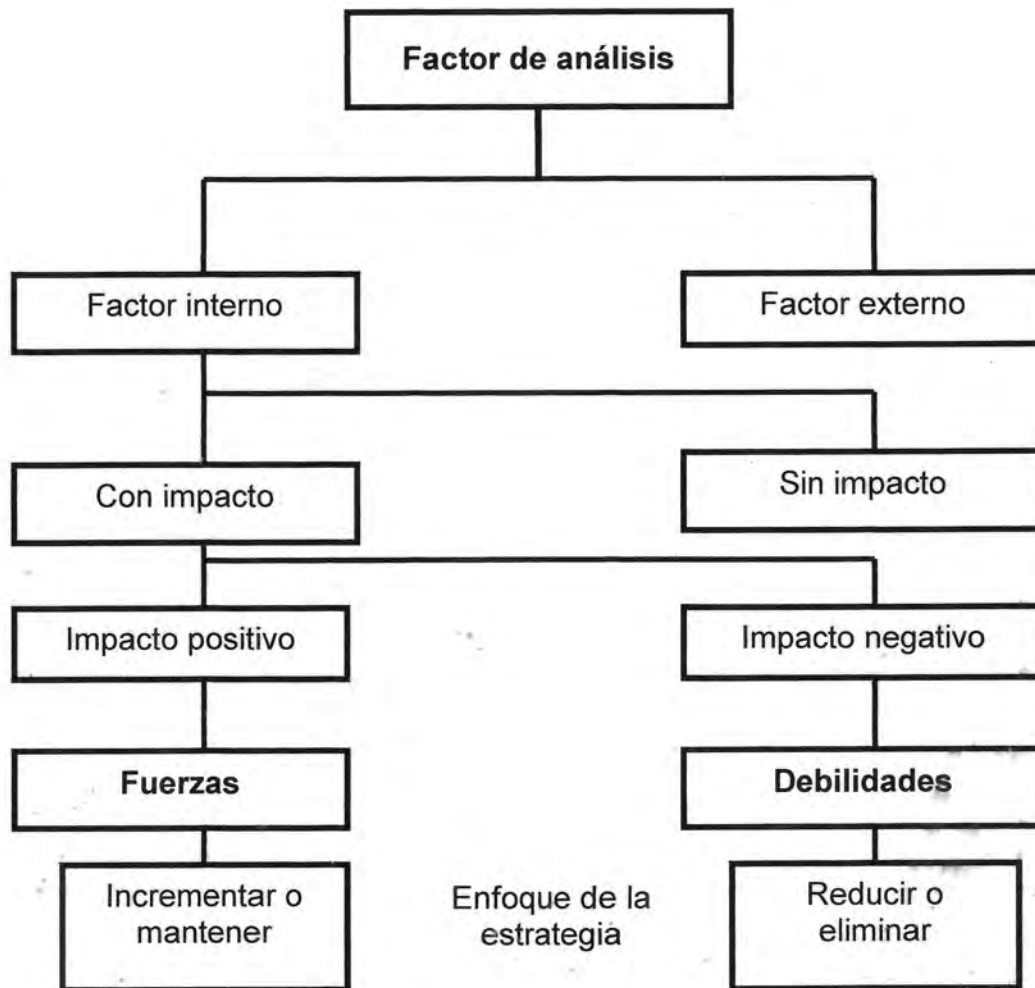 Factor de análisis
Factor interno
Factor externo
Con impacto
Sin impacto
Impacto positivo
Impacto negativo
Fuerzas
Debilidades
Incrementar o
mantener
Enfoque de la
estrategia
Reducir o
eliminar